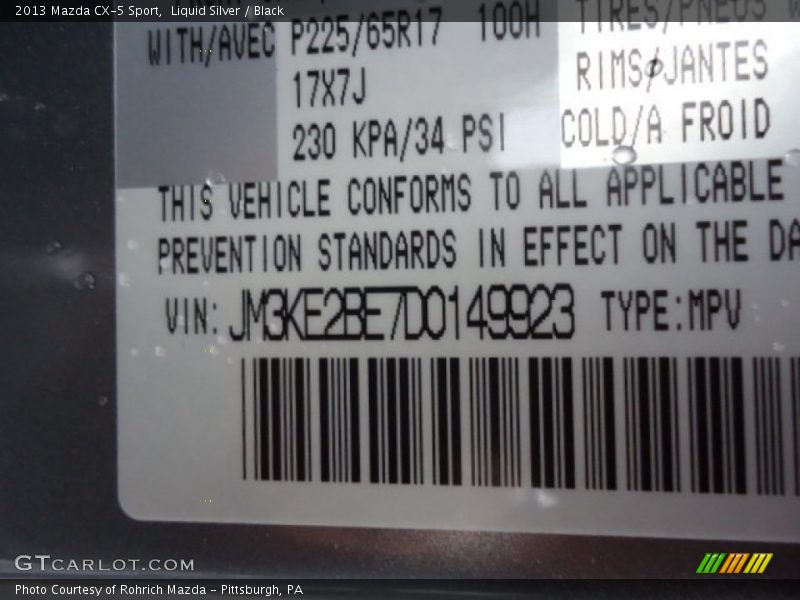 2013 Mazda CX-5 Sport, Liquid Silver / Black
WITH/AVEC P225/65R17 100H TIRES/PNEUS
17X7J RIMS/JANTES
230 KPA/34 PSI COLD/A FROID
THIS VEHICLE CONFORMS TO ALL APPLICABLE
PREVENTION STANDARDS IN EFFECT ON THE DA
VIN: JM3KE2BE7D0149923 TYPE:MPV
GTCARLOT.COM
Photo Courtesy of Rohrich Mazda - Pittsburgh, PA